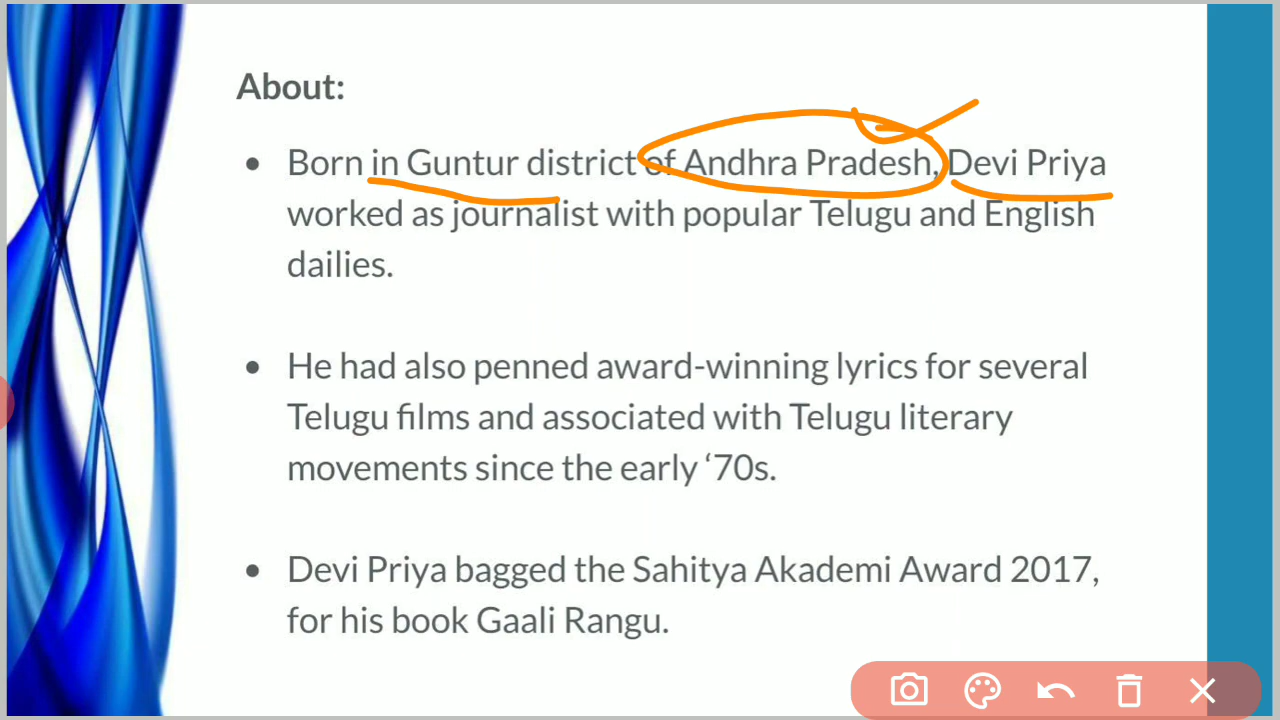 About:
• Born in Guntur district of Andhra Pradesh, Devi Priya
worked as journalist with popular Telugu and English
dailies.
• He had also penned award-winning lyrics for several
Telugu films and associated with Telugu literary
movements since the early ‘70s.
• Devi Priya bagged the Sahitya Akademi Award 2017,
for his book Gaali Rangu.